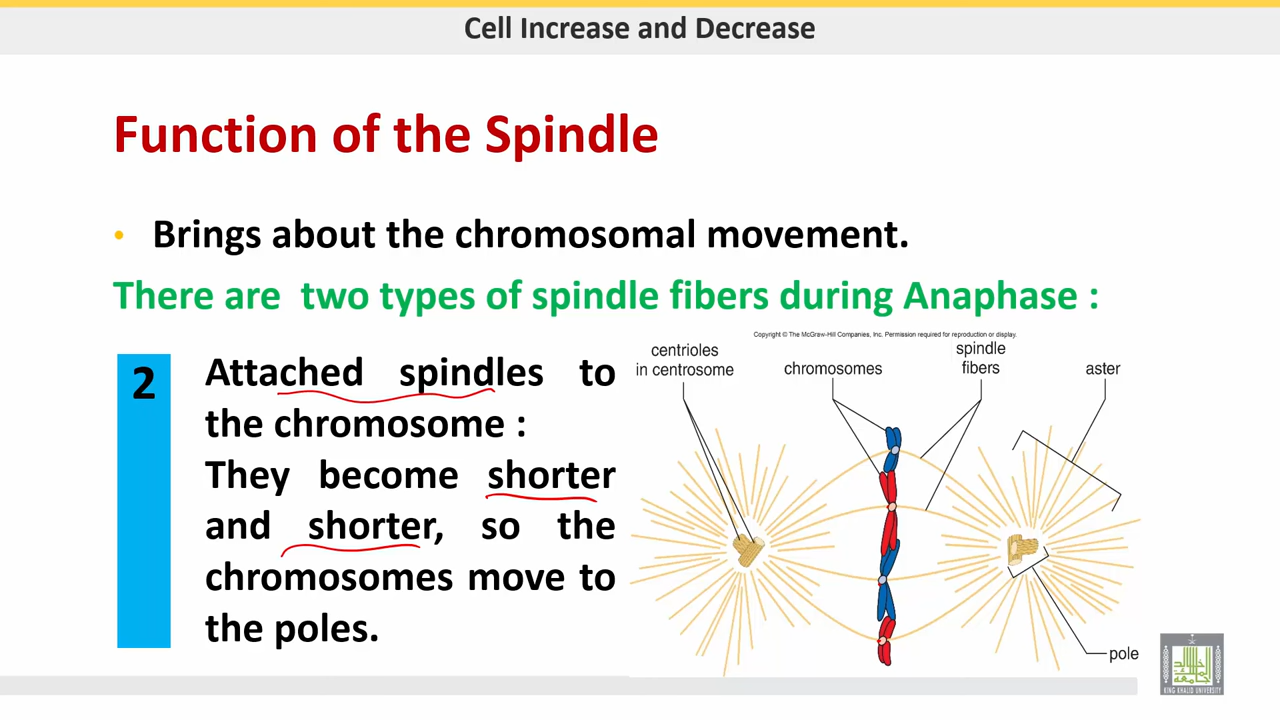 Cell Increase and Decrease
Function of the Spindle
• Brings about the chromosomal movement.
There are two types of spindle fibers during Anaphase :
2
Attached spindles to
the chromosome :
They become shorter
and shorter, so the
chromosomes move to
the poles.
Copyright © The McGraw-Hill Companies, Inc. Permission required for reproduction or display.
centrioles
in centrosome
chromosomes
spindle
fibers
aster
pole
KING KHALID UNIVERSITY